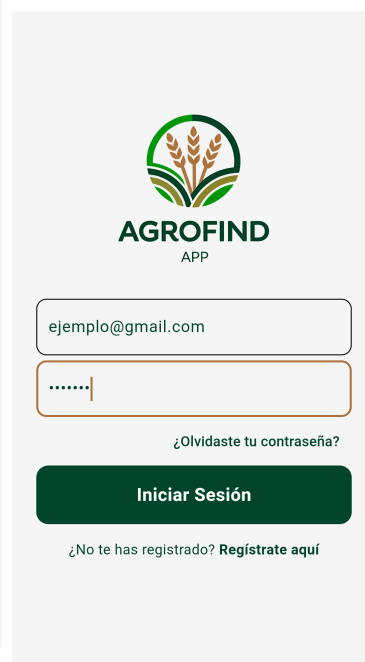 AGROFIND
APP
ejemplo@gmail.com
•••••••
¿Olvidaste tu contraseña?
Iniciar Sesión
¿No te has registrado? Regístrate aquí